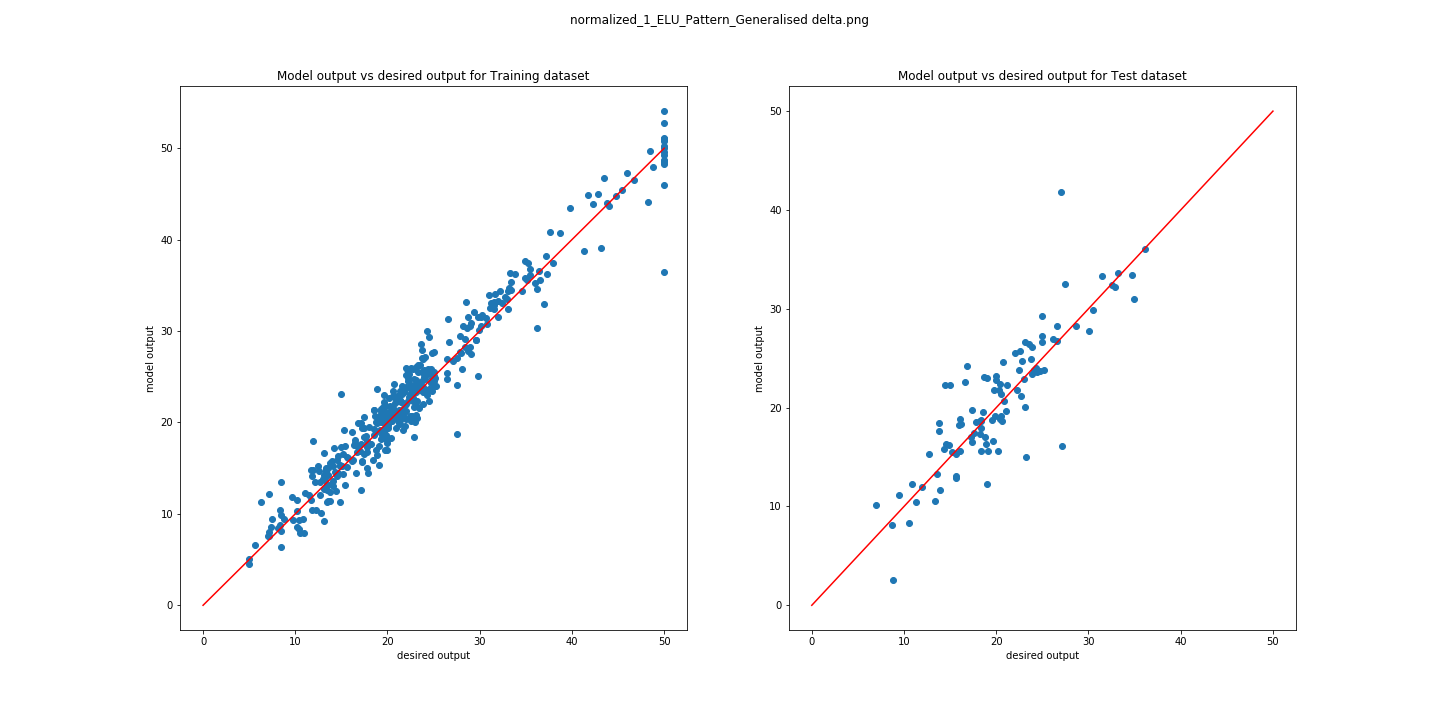 normalized_1_ELU_Pattern_Generalised delta.png
Model output vs desired output for Training dataset
model output
50
40
30
20
10
0
0 10 20 30 40 50
desired output
Model output vs desired output for Test dataset
model output
50
40
30
20
10
0
0 10 20 30 40 50
desired output